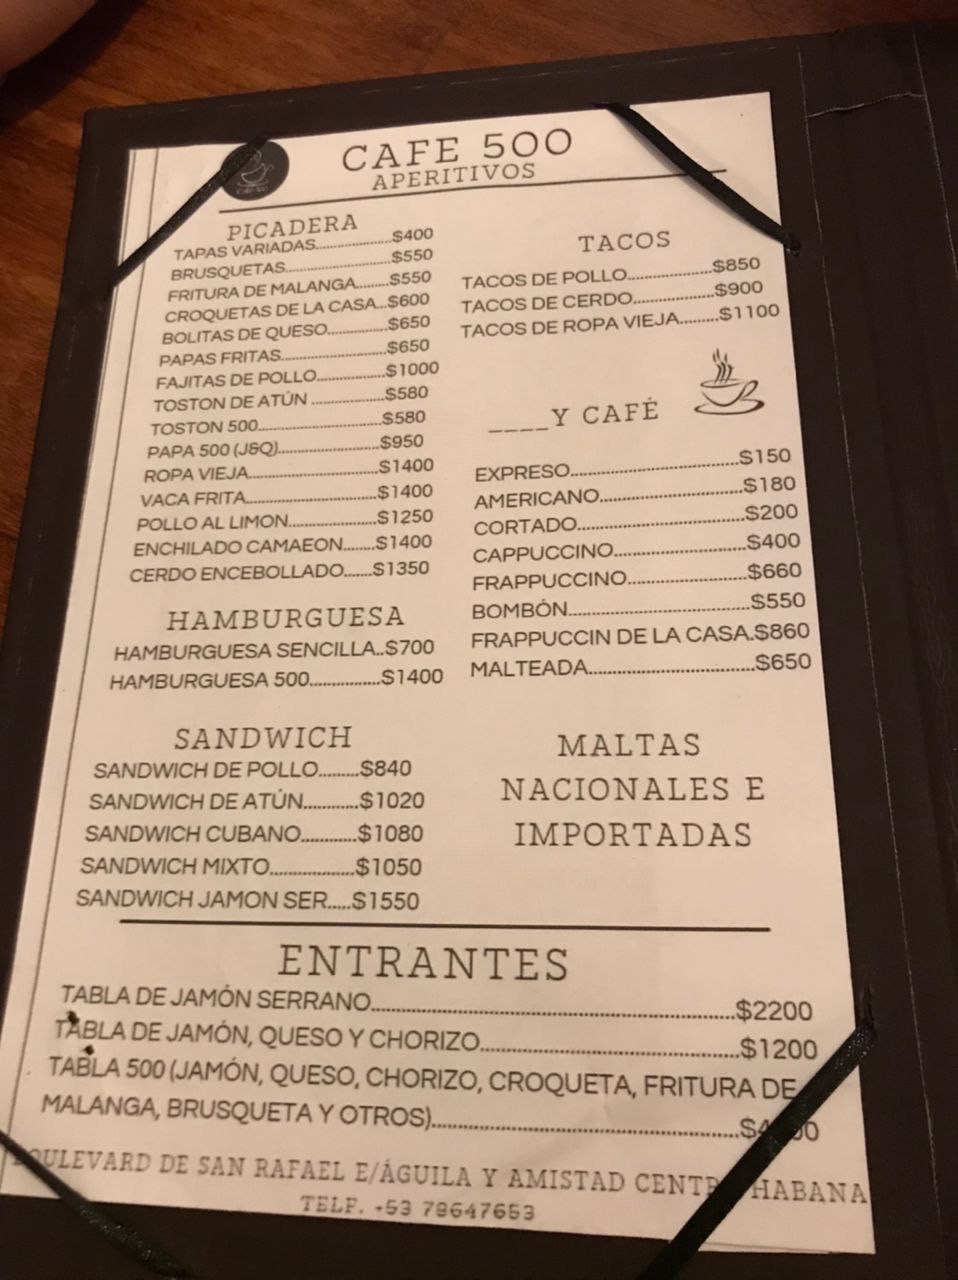 CAFE 500
APERITIVOS
PICADERA
TAPAS VARIADAS....................$400
BRUSQUETAS...........................$550
FRITURA DE MALANGA........$550
CROQUETAS DE LA CASA..$600
BOLITAS DE QUESO...............$650
PAPAS FRITAS..........................$650
FAJITAS DE POLLO.................$1000
TOSTON DE ATÚN ..................$580
TOSTON 500..............................$580
PAPA 500 (J&Q).........................$950
ROPA VIEJA................................$1400
VACA FRITA................................$1400
POLLO AL LIMON.....................$1250
ENCHILADO CAMAEON.......$1400
CERDO ENCEBOLLADO......$1350
HAMBURGUESA
HAMBURGUESA SENCILLA..$700
HAMBURGUESA 500...............$1400
SANDWICH
SANDWICH DE POLLO........$840
SANDWICH DE ATÚN...........$1020
SANDWICH CUBANO...........$1080
SANDWICH MIXTO.................$1050
SANDWICH JAMON SER.....$1550
TACOS
TACOS DE POLLO.................$850
TACOS DE CERDO................$900
TACOS DE ROPA VIEJA........$1100
____Y CAFÉ
EXPRESO.....................................$150
AMERICANO...............................$180
CORTADO....................................$200
CAPPUCCINO.............................$400
FRAPPUCCINO..........................$660
BOMBÓN.....................................$550
FRAPPUCCIN DE LA CASA.$860
MALTEADA..................................$650
MALTAS
NACIONALES E
IMPORTADAS
ENTRANTES
TABLA DE JAMÓN SERRANO.......................................................$2200
TABLA DE JAMÓN, QUESO Y CHORIZO.......................................$1200
TABLA 500 (JAMÓN, QUESO, CHORIZO, CROQUETA, FRITURA DE
MALANGA, BRUSQUETA Y OTROS)
BOULEVARD DE SAN RAFAEL E/ÁGUILA Y AMISTAD CENTRO HABANA
TELF. +53 78647653